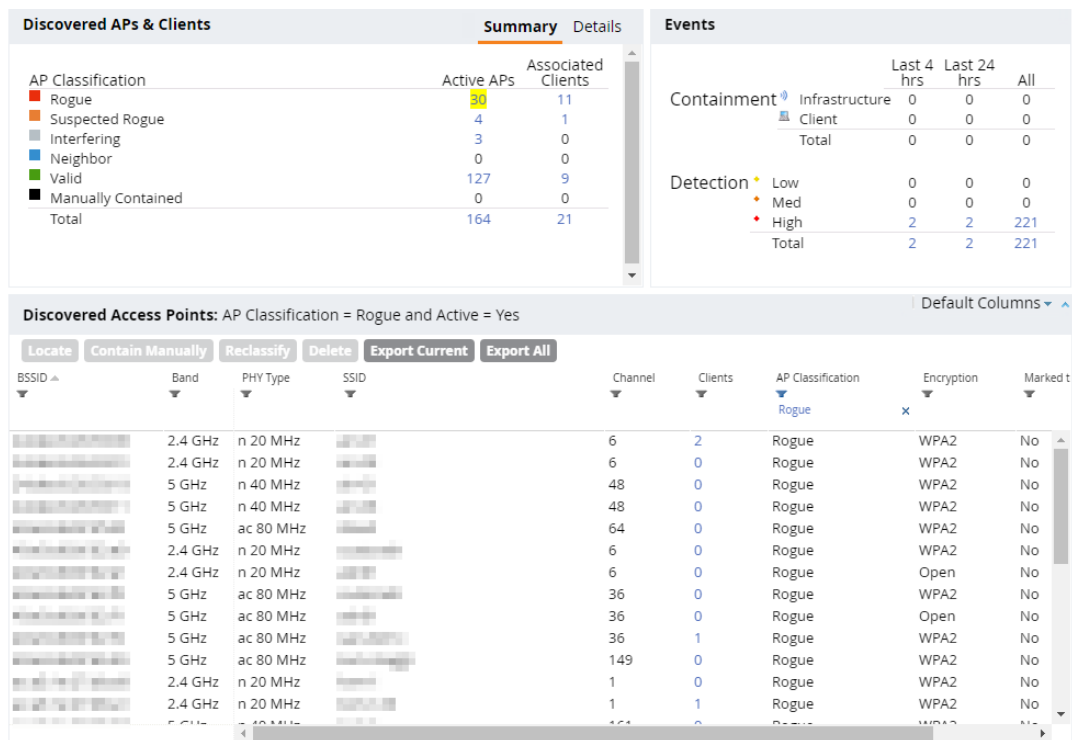 Discovered APs & Clients Summary Details
AP Classification Active APs Associated Clients
Rogue 30 11
Suspected Rogue 4 1
Interfering 3 0
Neighbor 0 0
Valid 127 9
Manually Contained 0 0
Total 164 21
Events
Last 4 hrs Last 24 hrs All
Containment Infrastructure 0 0 0
Client 0 0 0
Total 0 0 0
Detection Low 0 0 0
Med 0 0 0
High 2 2 221
Total 2 2 221
Discovered Access Points: AP Classification = Rogue and Active = Yes Default Columns
Locate Contain Manually Reclassify Delete Export Current Export All
BSSID Band PHY Type SSID Channel Clients AP Classification Encryption Marked t
Rogue x
2.4 GHz n 20 MHz 6 2 Rogue WPA2 No
2.4 GHz n 20 MHz 6 0 Rogue WPA2 No
5 GHz n 40 MHz 48 0 Rogue WPA2 No
5 GHz n 40 MHz 48 0 Rogue WPA2 No
5 GHz ac 80 MHz 64 0 Rogue WPA2 No
2.4 GHz n 20 MHz 6 0 Rogue WPA2 No
2.4 GHz n 20 MHz 6 0 Rogue Open No
5 GHz ac 80 MHz 36 0 Rogue WPA2 No
5 GHz ac 80 MHz 36 0 Rogue Open No
5 GHz ac 80 MHz 36 1 Rogue WPA2 No
5 GHz ac 80 MHz 149 0 Rogue WPA2 No
2.4 GHz n 20 MHz 1 0 Rogue WPA2 No
2.4 GHz n 20 MHz 1 1 Rogue WPA2 No